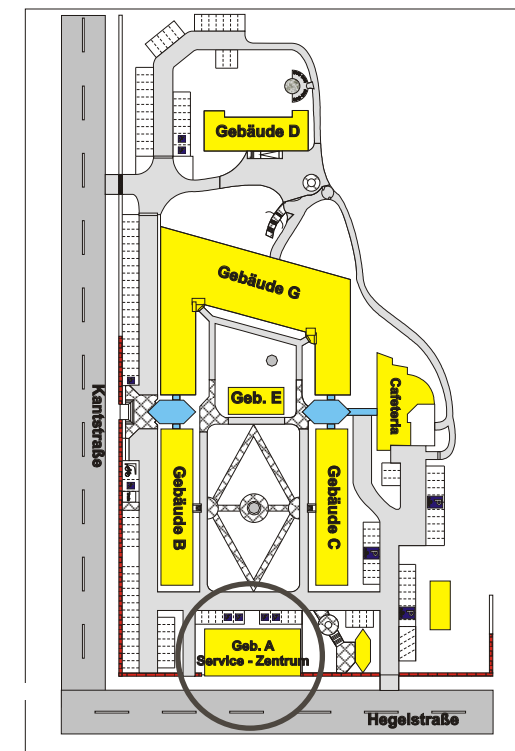 Gebäude D
Gebäude G
Cafeteria
Geb. E
Kantstraße
Gebäude B
Gebäude C
Geb. A
Service - Zentrum
Hegelstraße